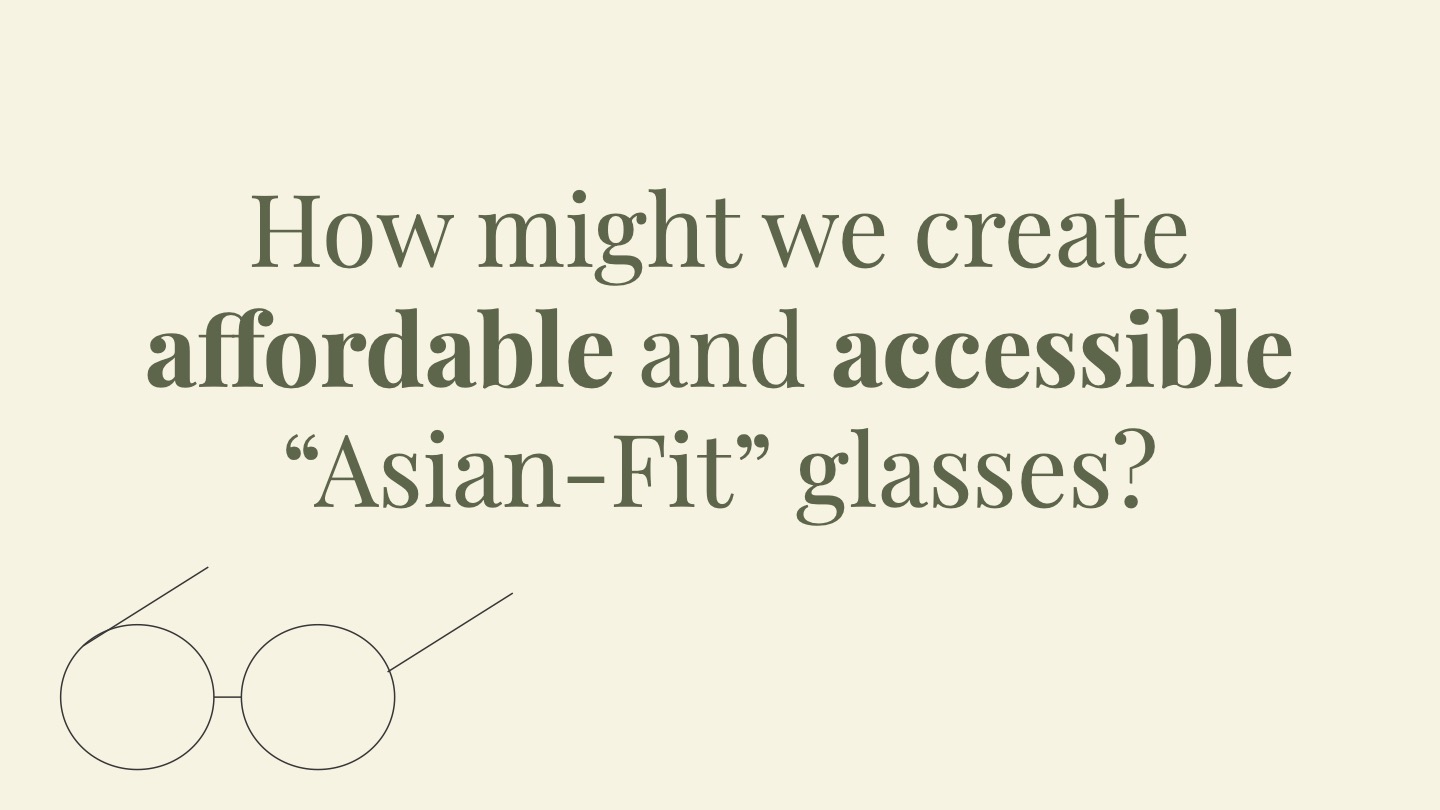 How might we create
affordable and accessible
“Asian-Fit” glasses?